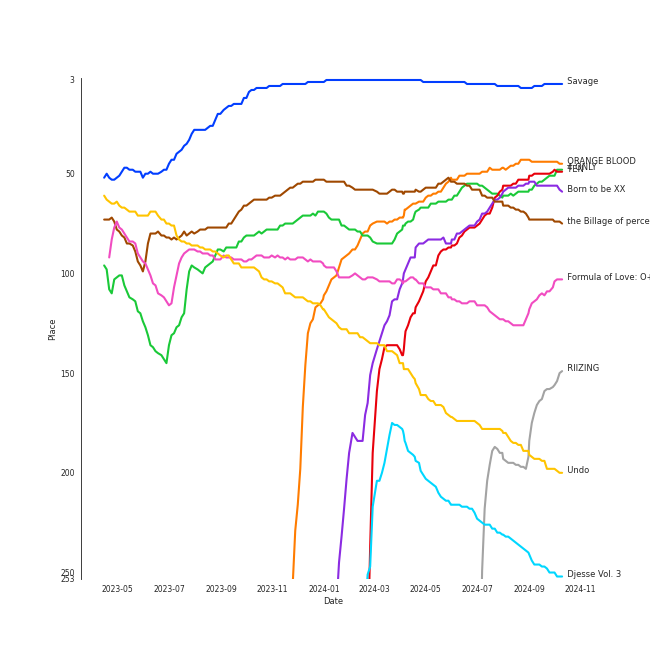 3
50
100
150
200
250
253
Place
2023-05
2023-07
2023-09
2023-11
2024-01
2024-03
2024-05
2024-07
2024-09
2024-11
Date
Savage
ORANGE BLOOD
Born to be XX
the Billage of perce
Formula of Love: O+
RIIZING
Undo
Djesse Vol. 3